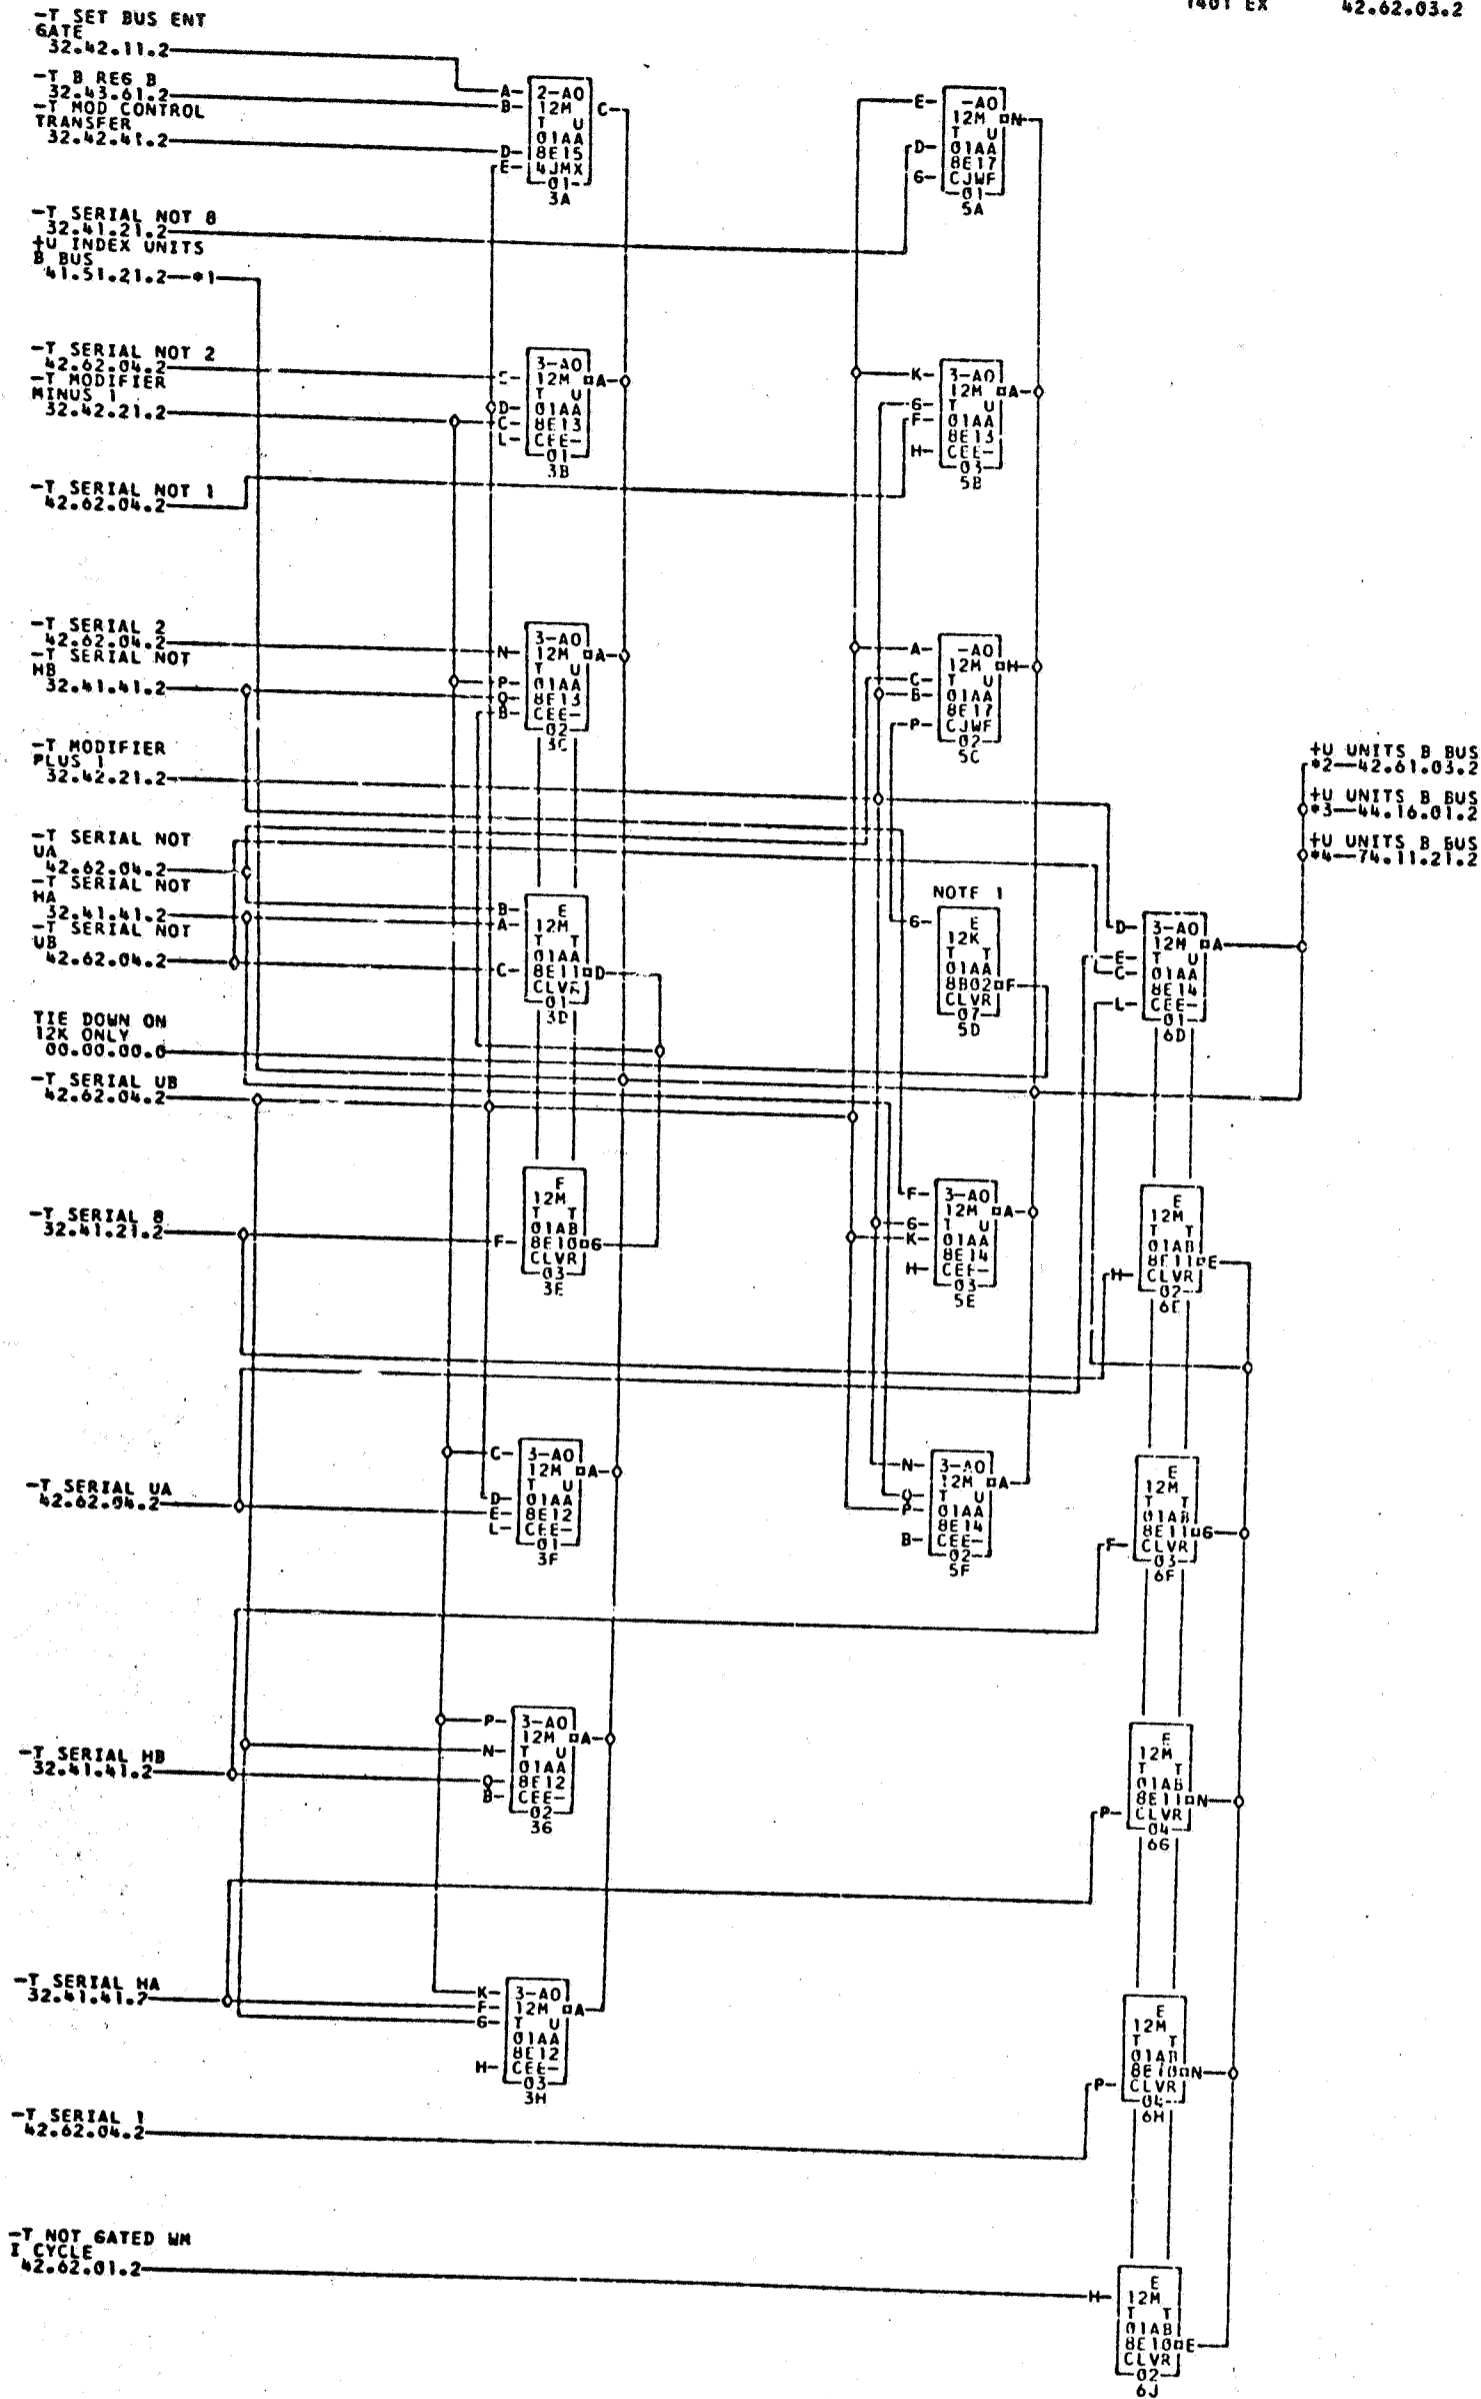 1401 EX 42.62.03.2
-T SET BUS ENT
GATE
32.42.11.2
-T B REG B
32.43.61.2
-T MOD CONTROL
TRANSFER
32.42.41.2
-T SERIAL NOT 8
32.41.21.2
+U INDEX UNITS
B BUS
41.51.21.2—*1
-T SERIAL NOT 2
42.62.04.2
-T MODIFIER
MINUS 1
32.42.21.2
-T SERIAL NOT 1
42.62.04.2
-T SERIAL 2
42.62.04.2
-T SERIAL NOT
HB
32.41.41.2
-T MODIFIER
PLUS 1
32.42.21.2
-T SERIAL NOT
UA
42.62.04.2
-T SERIAL NOT
HA
32.41.41.2
-T SERIAL NOT
UB
42.62.04.2
TIE DOWN ON
12K ONLY
00.00.00.0
-T SERIAL UB
42.62.04.2
-T SERIAL 8
32.41.21.2
-T SERIAL UA
42.62.04.2
-T SERIAL HB
32.41.41.2
-T SERIAL HA
32.41.41.2
-T SERIAL 1
42.62.04.2
-T NOT GATED WM
I CYCLE
42.62.01.2
A-
B-
D-
E-
2-AO
12M C-
T U
01AA
8E15
4JMX
-01-
3A
C-
D-
C-
L-
3-AO
12M A-
T U
01AA
8E13
CEE-
01
3B
N-
P-
Q-
B-
3-AO
12M A-
T U
01AA
8E13
CEE-
02
3C
B-
A-
C-
E
12M
T T
01AA
8E11 D-
CLVR
01
3D
F-
E
12M
T T
01AB
8E10 G-
CLVR
03
3E
C-
D-
E-
L-
3-AO
12M A-
T U
01AA
8E12
CEE-
01
3F
P-
N-
Q-
B-
3-AO
12M A-
T U
01AA
8E12
CEE-
02
3G
K-
F-
G-
H-
3-AO
12M A-
T U
01AA
8E12
CEE-
03
3H
E-
D-
G-
-AO
12M N-
T U
01AA
8E17
CJWF
01
5A
K-
G-
F-
H-
3-AO
12M A-
T U
01AA
8E13
CEE-
03
5B
A-
C-
B-
P-
-AO
12M H-
T U
01AA
8E17
CJWF
02
5C
NOTE 1
G-
E
12K
T T
01AA
8B02 F-
CLVR
07
5D
F-
G-
K-
H-
3-AO
12M A-
T U
01AA
8E14
CEE-
03
5E
N-
Q-
P-
B-
3-AO
12M A-
T U
01AA
8E14
CEE-
02
5F
D-
E-
C-
L-
3-AO
12M A-
T U
01AA
8E14
CEE-
01
6D
H-
E
12M
T T
01AB
8E11 E-
CLVR
02
6E
F-
E
12M
T T
01AB
8E11 G-
CLVR
03
6F
P-
E
12M
T T
01AB
8E11 N-
CLVR
04
6G
P-
E
12M
T T
01AB
8E10 N-
CLVR
04
6H
H-
E
12M
T T
01AB
8E10 E-
CLVR
02
6J
+U UNITS B BUS
*2—42.61.03.2
+U UNITS B BUS
*3—44.16.01.2
+U UNITS B BUS
*4—74.11.21.2